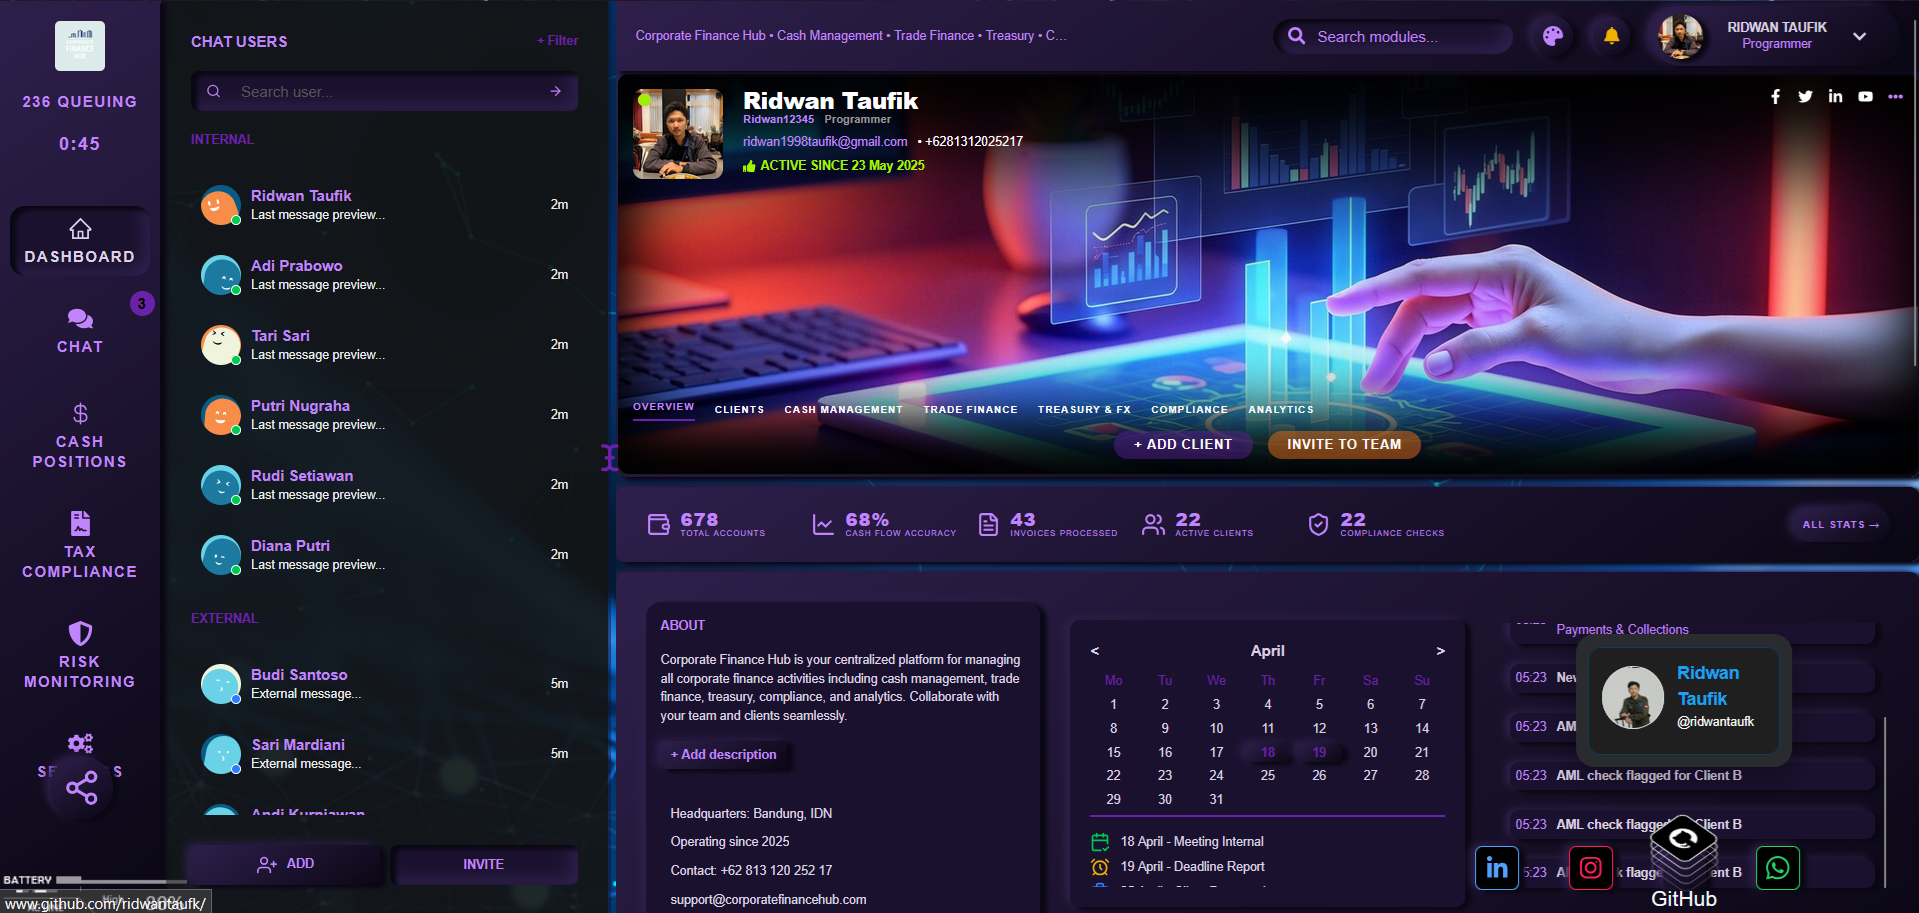 FINANCE
HUB
236 QUEUING
0:45
DASHBOARD
3
CHAT
CASH
POSITIONS
TAX
COMPLIANCE
RISK
MONITORING
BATTERY
www.github.com/ridwantaufk/
CHAT USERS
+ Filter
Search user...
INTERNAL
Ridwan Taufik
Last message preview...
2m
Adi Prabowo
Last message preview...
2m
Tari Sari
Last message preview...
2m
Putri Nugraha
Last message preview...
2m
Rudi Setiawan
Last message preview...
2m
Diana Putri
Last message preview...
2m
EXTERNAL
Budi Santoso
External message...
5m
Sari Mardiani
External message...
5m
Andi Kurniawan
ADD
INVITE
Corporate Finance Hub • Cash Management • Trade Finance • Treasury • C...
Search modules...
RIDWAN TAUFIK
Programmer
Ridwan Taufik
Ridwan12345 Programmer
ridwan1998taufik@gmail.com • +6281312025217
ACTIVE SINCE 23 May 2025
OVERVIEW CLIENTS CASH MANAGEMENT TRADE FINANCE TREASURY & FX COMPLIANCE ANALYTICS
+ ADD CLIENT INVITE TO TEAM
678
TOTAL ACCOUNTS
68%
CASH FLOW ACCURACY
43
INVOICES PROCESSED
22
ACTIVE CLIENTS
22
COMPLIANCE CHECKS
ALL STATS →
ABOUT
Corporate Finance Hub is your centralized platform for managing
all corporate finance activities including cash management, trade
finance, treasury, compliance, and analytics. Collaborate with
your team and clients seamlessly.
+ Add description
Headquarters: Bandung, IDN
Operating since 2025
Contact: +62 813 120 252 17
support@corporatefinancehub.com
< April >
Mo Tu We Th Fr Sa Su
1 2 3 4 5 6 7
8 9 10 11 12 13 14
15 16 17 18 19 20 21
22 23 24 25 26 27 28
29 30 31
18 April - Meeting Internal
19 April - Deadline Report
Payments & Collections
05:23
05:23
05:23 AML check flagged for Client B
05:23 AML check flagged Client B
5:23
Ridwan
Taufik
@ridwantaufk
GitHub